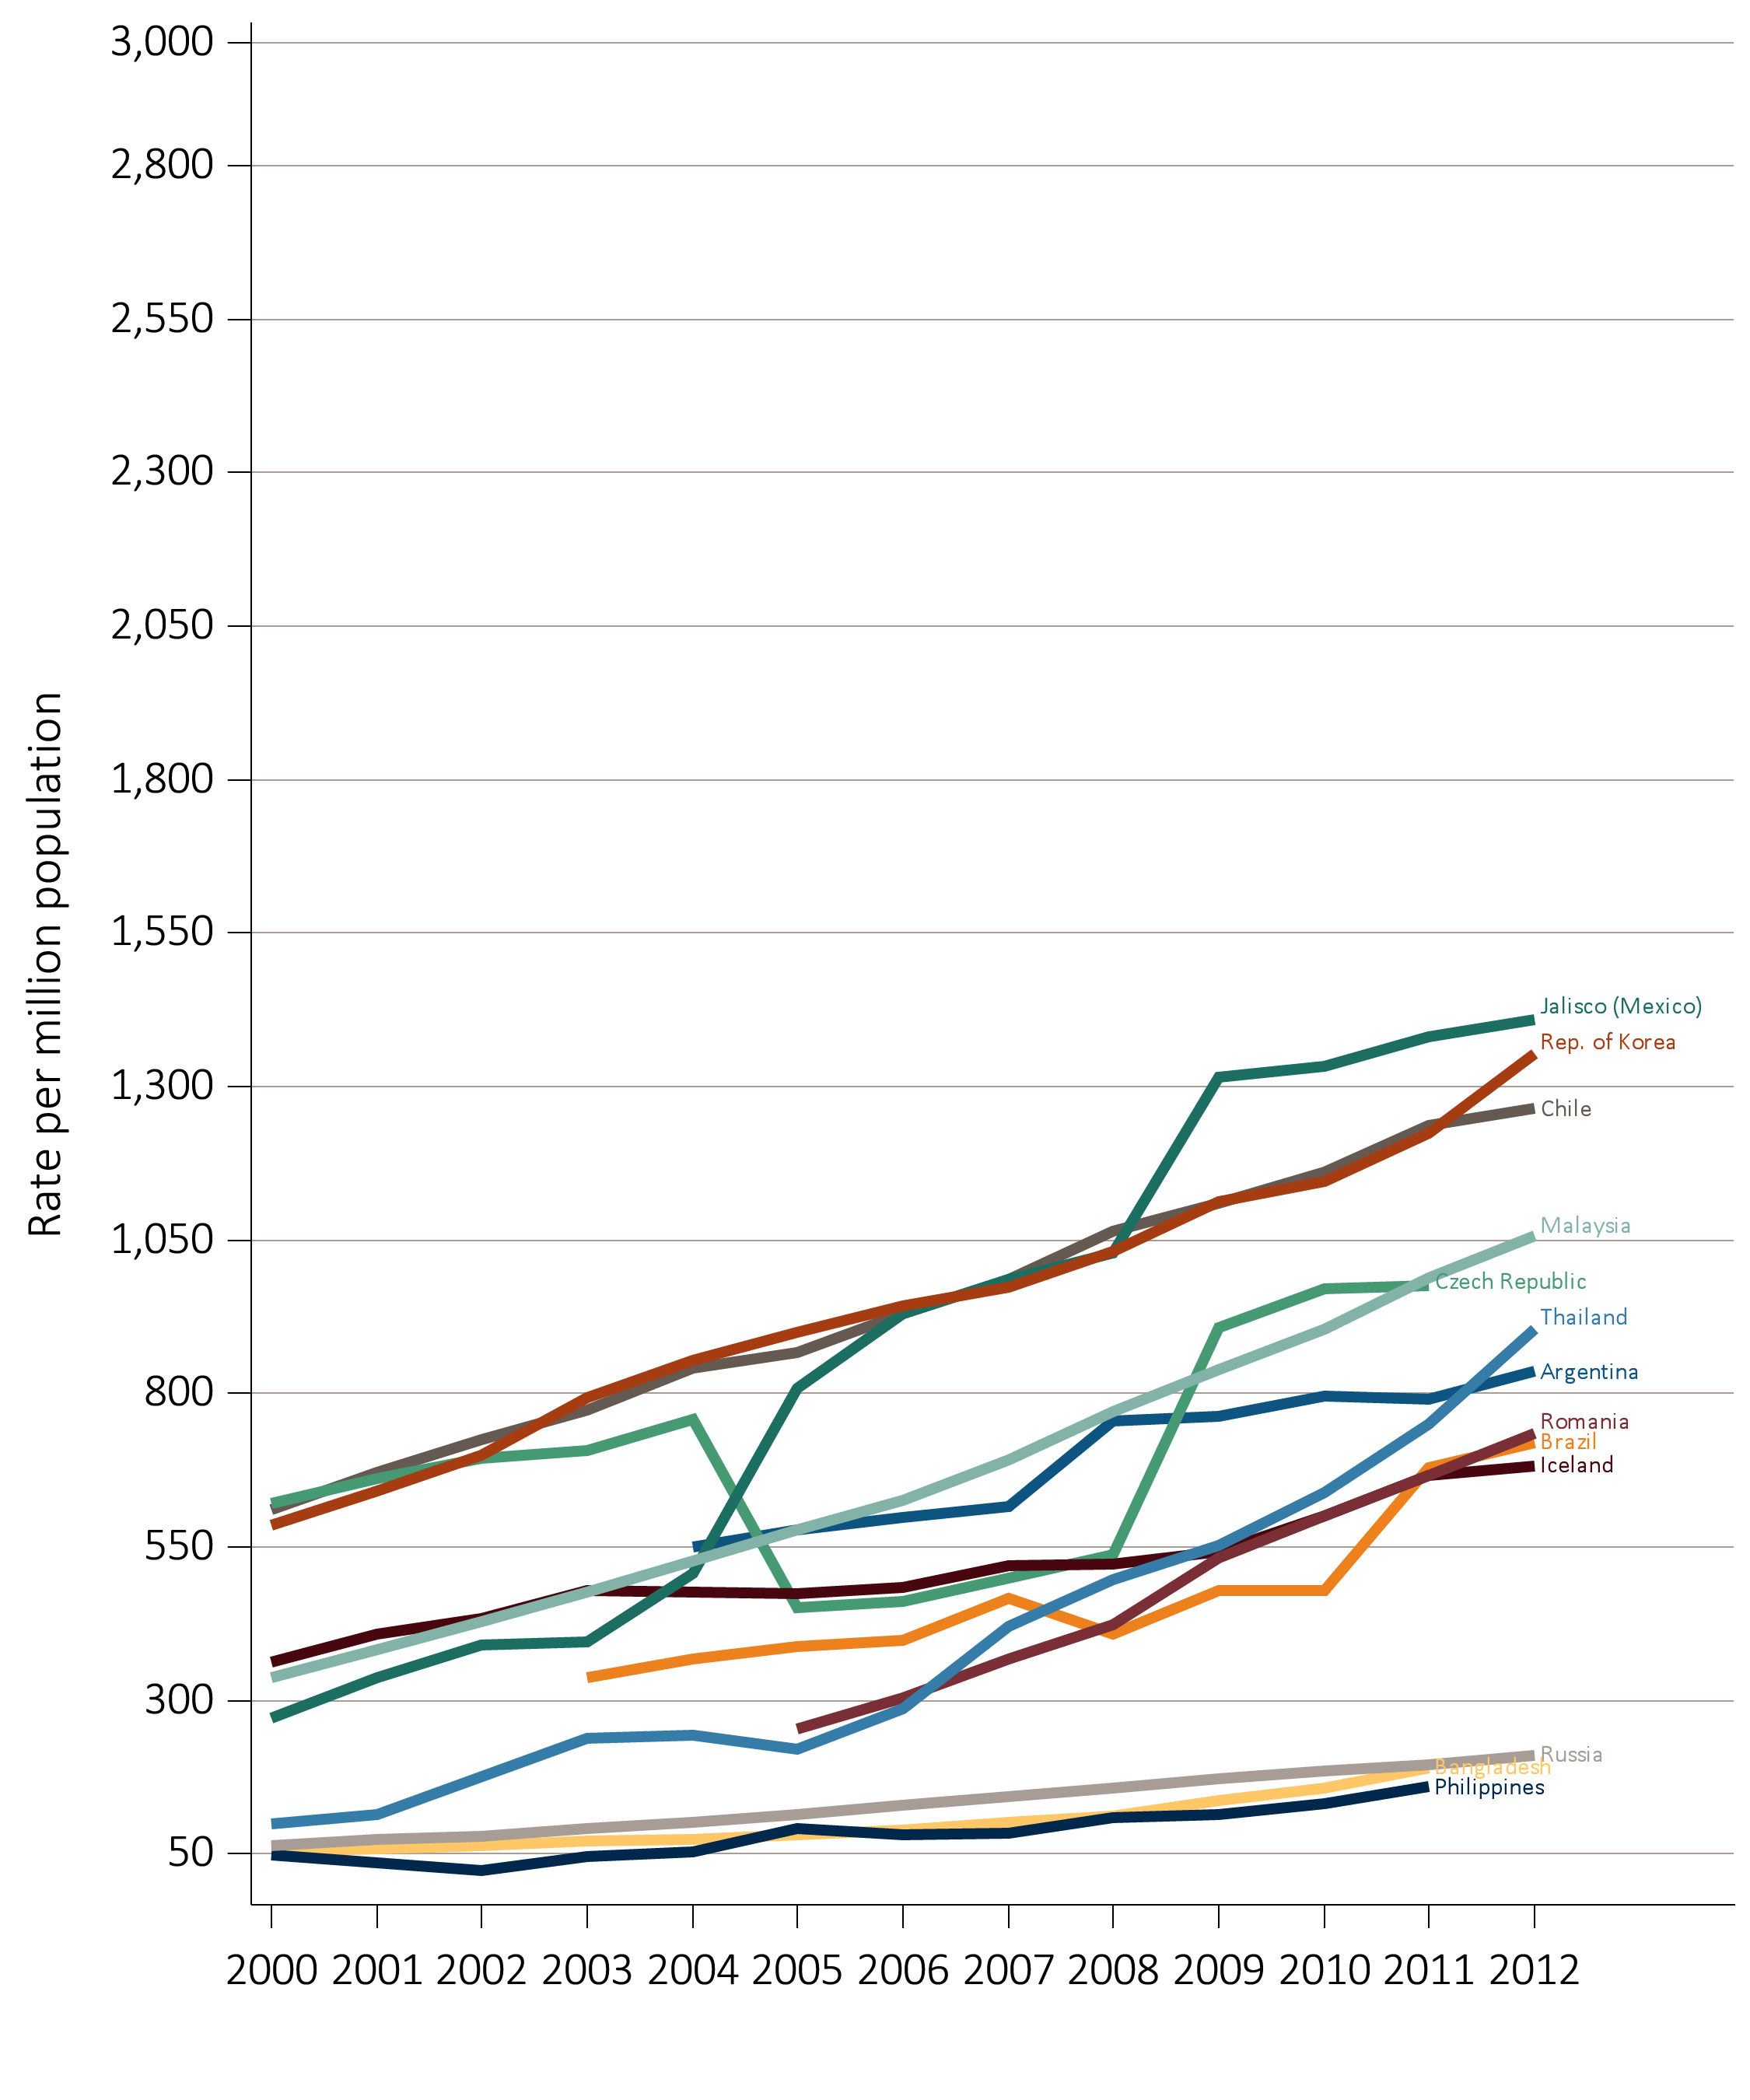 3,000
2,800
2,550
2,300
2,050
1,800
1,550
1,300
1,050
800
550
300
50
Rate per million population
Jalisco (Mexico)
Rep. of Korea
Chile
Malaysia
Czech Republic
Thailand
Argentina
Romania
Brazil
Iceland
Russia
Bangladesh
Philippines
2000 2001 2002 2003 2004 2005 2006 2007 2008 2009 2010 2011 2012